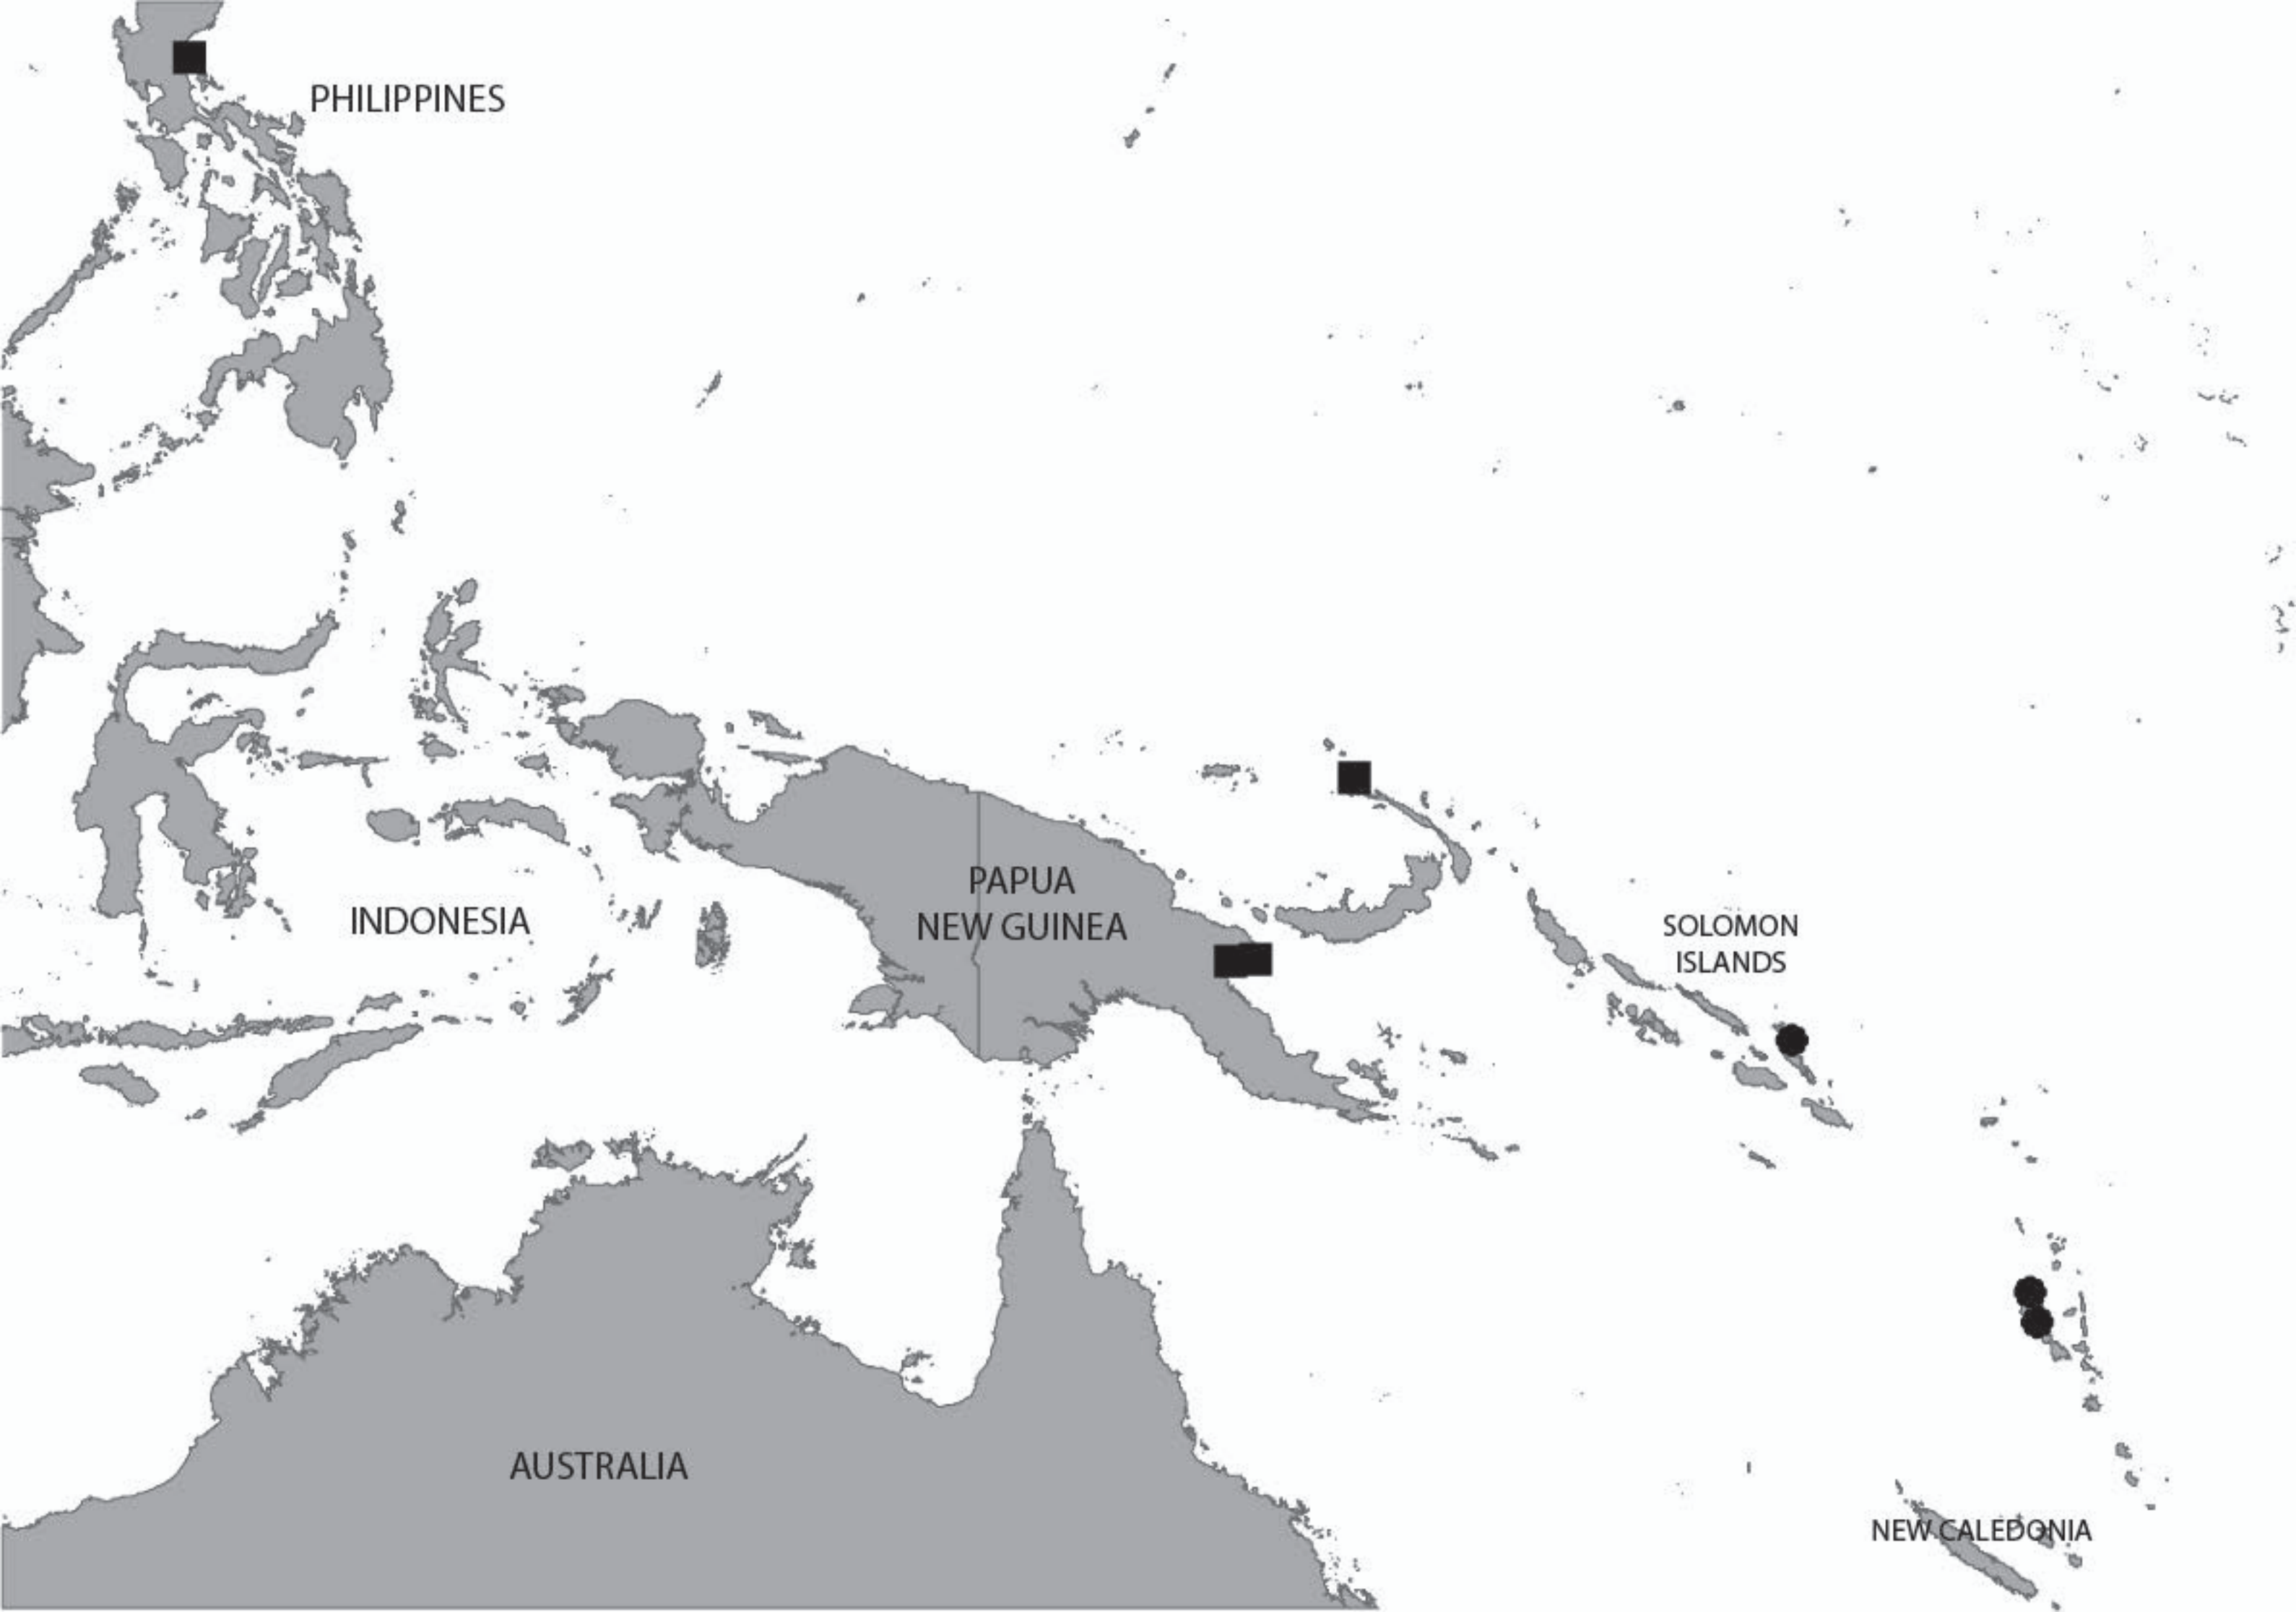 PHILIPPINES
PAPUA
NEW GUINEA
INDONESIA
SOLOMON
ISLANDS
AUSTRALIA
NEW CALEDONIA